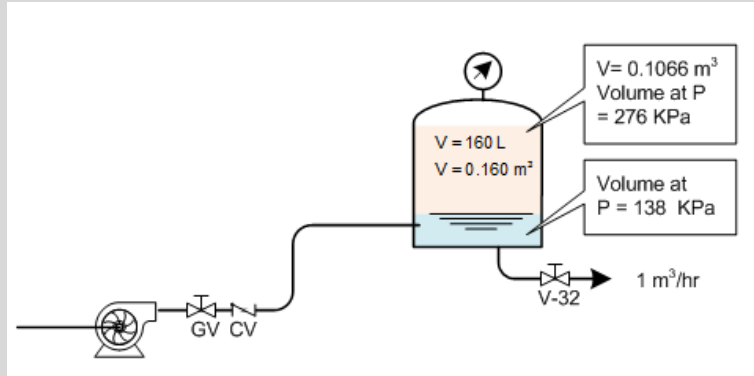 V= 0.1066 m³
Volume at P
= 276 KPa
V = 160 L
V = 0.160 m³
Volume at
P = 138 KPa
1 m³/hr
V-32
GV CV